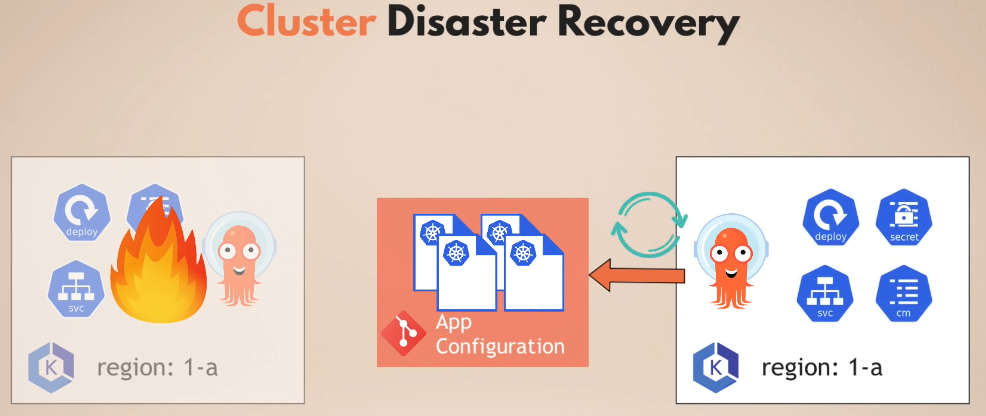 Cluster Disaster Recovery
deploy
svc
K
region: 1-a
App
Configuration
deploy
secret
svc
cm
K
region: 1-a